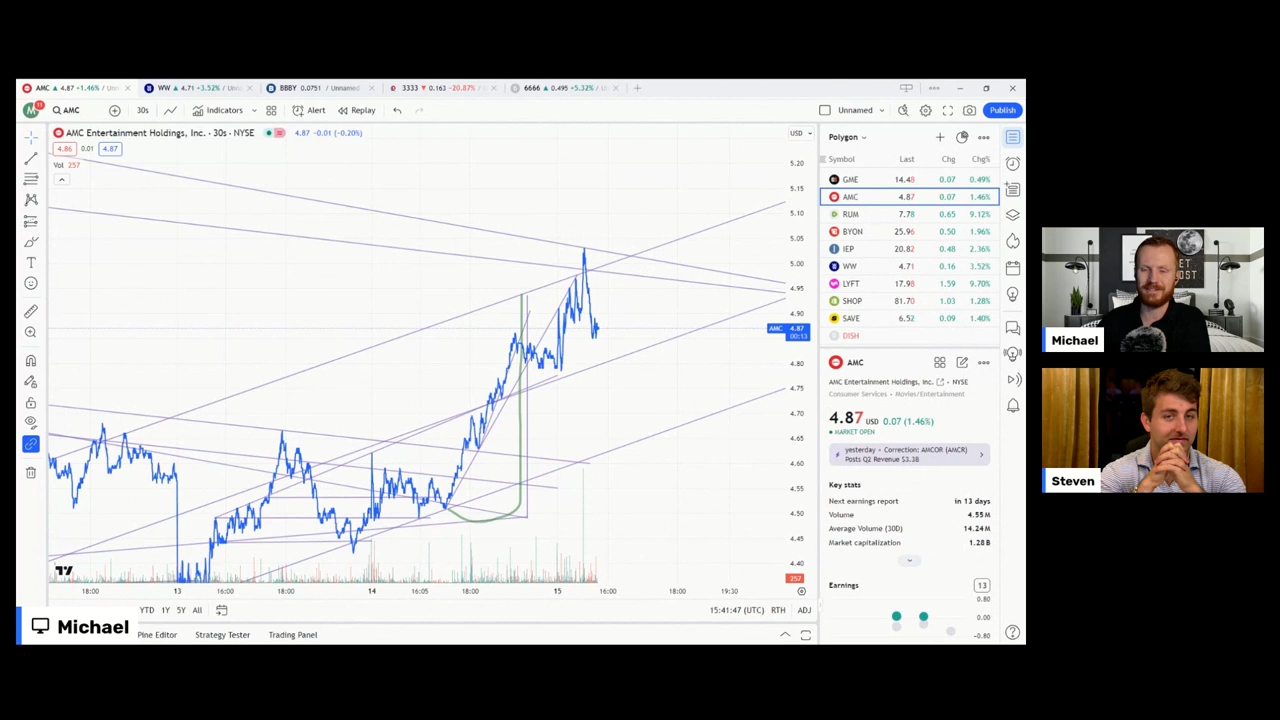 AMC ▲ 4.87 +1.46% / Unn
WW ▲ 4.71 +3.52% / Un
BBBY 0.0751 / Unnamed
3333 ▼ 0.163 -20.87% /
6666 ▲ 0.495 +5.32% / Un
M 11 AMC 30s Indicators Alert Replay Unnamed Publish
AMC Entertainment Holdings, Inc. · 30s · NYSE 4.87 -0.01 (-0.20%)
4.86 0.01 4.87
Vol 257
USD
5.20
5.15
5.10
5.05
5.00
4.95
4.90
AMC 4.87
00:13
4.80
4.75
4.70
4.65
4.60
4.55
4.50
4.45
4.40
257
18:00 13 16:00 18:00 14 16:05 18:00 15 16:00 18:00 19:30
YTD 1Y 5Y All
15:41:47 (UTC) RTH ADJ
Pine Editor Strategy Tester Trading Panel
Michael
Polygon
Symbol Last Chg Chg%
GME 14.48 0.07 0.49%
AMC 4.87 0.07 1.46%
RUM 7.78 0.65 9.12%
BYON 25.96 0.50 1.96%
IEP 20.82 0.48 2.36%
WW 4.71 0.16 3.52%
LYFT 17.98 1.59 9.70%
SHOP 81.70 1.03 1.28%
SAVE 6.52 0.09 1.40%
DISH
AMC
AMC Entertainment Holdings, Inc. · NYSE
Consumer Services · Movies/Entertainment
4.87 USD 0.07 (1.46%)
MARKET OPEN
yesterday · Correction: AMCOR (AMCR)
Posts Q2 Revenue $3.3B
Key stats
Next earnings report in 13 days
Volume 4.55M
Average Volume (30D) 14.24M
Market capitalization 1.28B
Earnings 13
0.80
0.00
-0.80
Michael
Steven